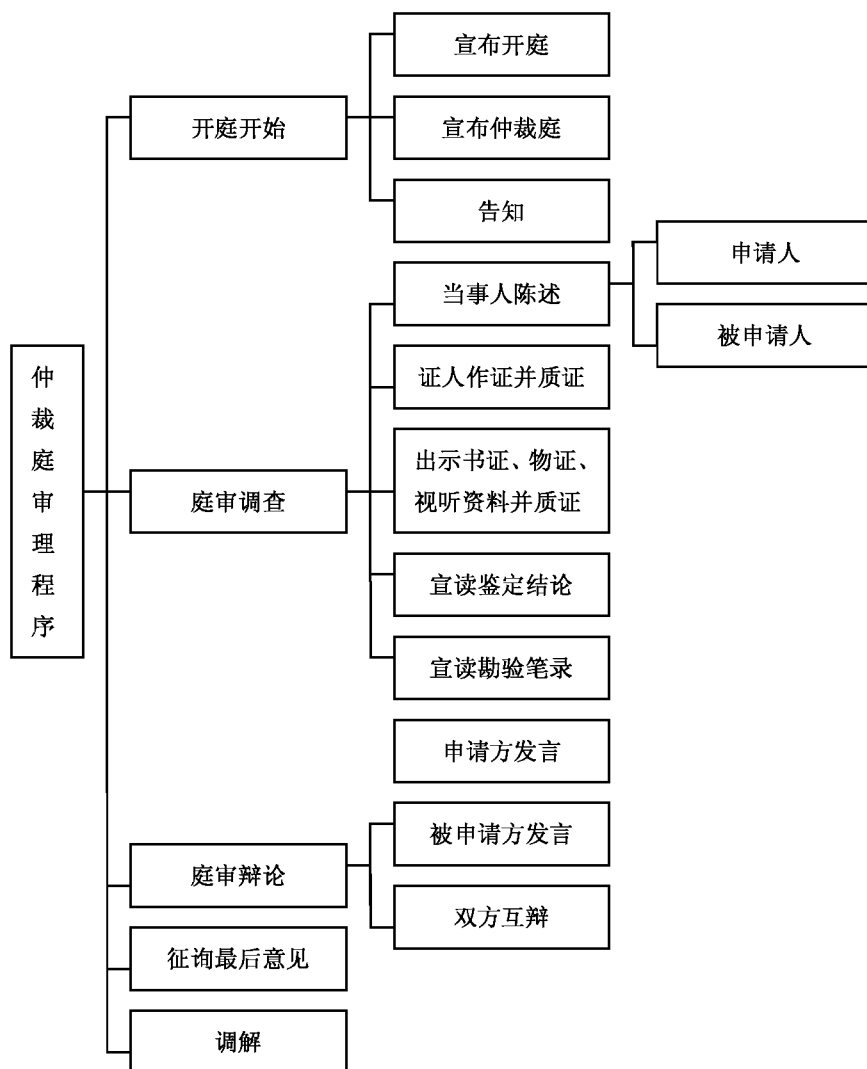 仲裁庭审理程序
开庭开始
宣布开庭
宣布仲裁庭
告知
庭审调查
当事人陈述
申请人
被申请人
证人作证并质证
出示书证、物证、
视听资料并质证
宣读鉴定结论
宣读勘验笔录
庭审辩论
申请方发言
被申请方发言
双方互辩
征询最后意见
调解